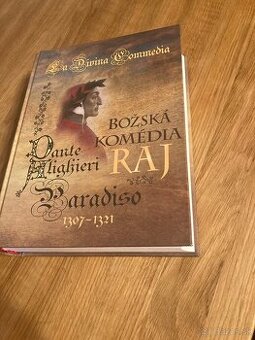 La Divina Commedia
BOŽSKÁ
KOMÉDIA
RAJ
Dante
Alighieri
Paradiso
1307-1321